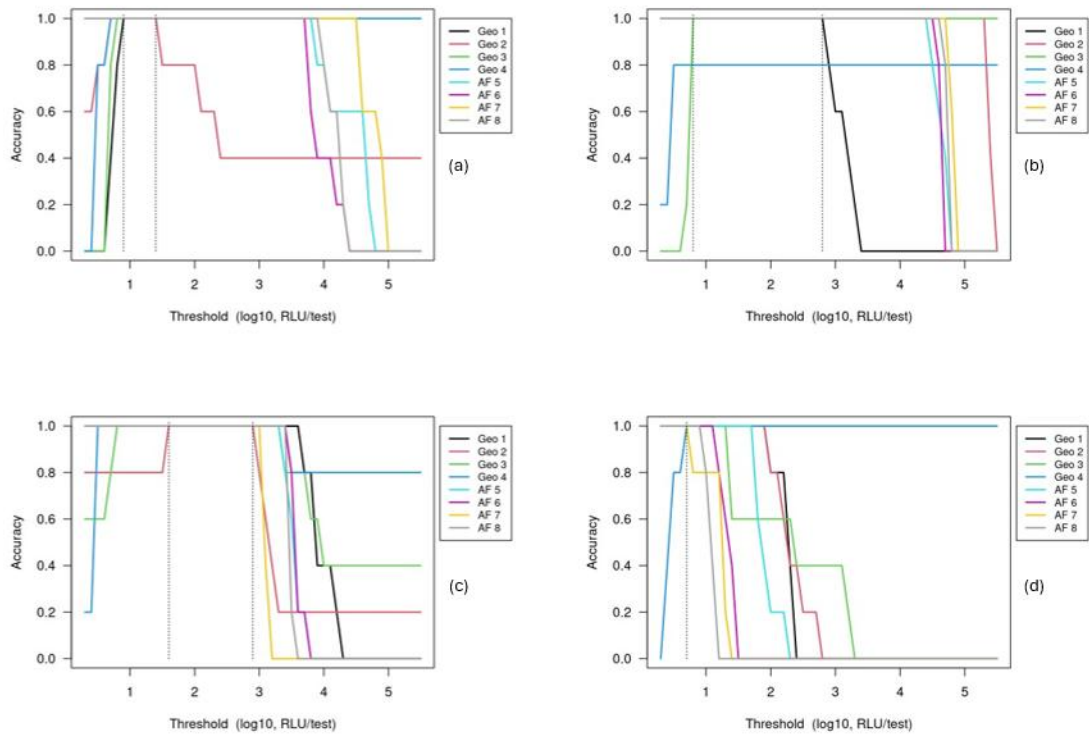 1.0
0.8
0.6
0.4
0.2
0.0
Accuracy
1 2 3 4 5
Threshold (log10, RLU/test)
Geo 1
Geo 2
Geo 3
Geo 4
AF 5
AF 6
AF 7
AF 8
(a)
1.0
0.8
0.6
0.4
0.2
0.0
Accuracy
1 2 3 4 5
Threshold (log10, RLU/test)
Geo 1
Geo 2
Geo 3
Geo 4
AF 5
AF 6
AF 7
AF 8
(b)
1.0
0.8
0.6
0.4
0.2
0.0
Accuracy
1 2 3 4 5
Threshold (log10, RLU/test)
Geo 1
Geo 2
Geo 3
Geo 4
AF 5
AF 6
AF 7
AF 8
(c)
1.0
0.8
0.6
0.4
0.2
0.0
Accuracy
1 2 3 4 5
Threshold (log10, RLU/test)
Geo 1
Geo 2
Geo 3
Geo 4
AF 5
AF 6
AF 7
AF 8
(d)